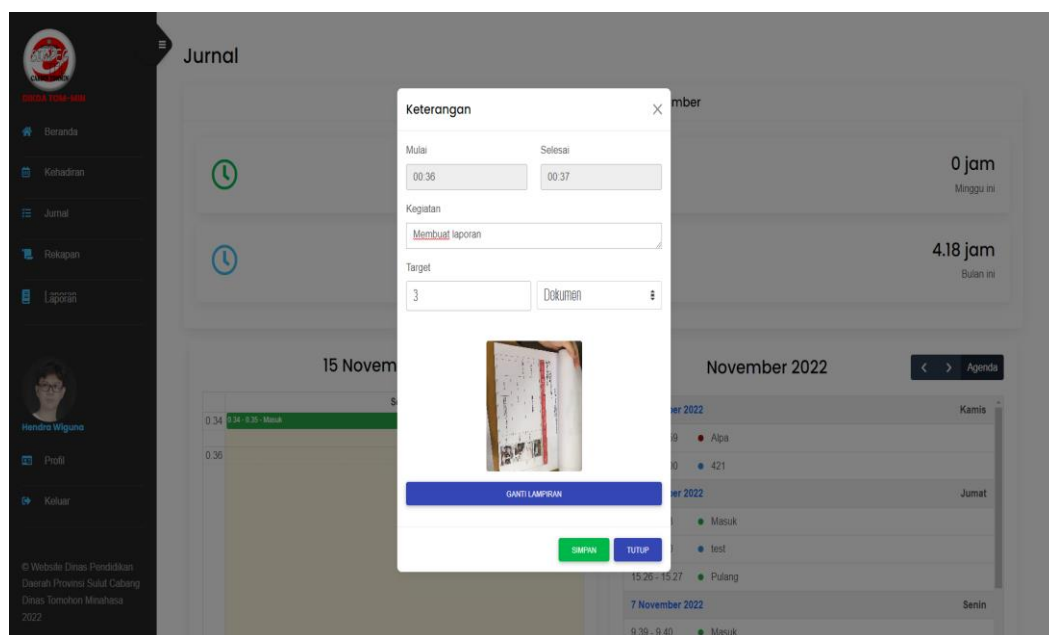 Jurnal
mber
Beranda
Kehadiran
Jurnal
Rekapan
Laporan
Hendra Wiguna
Profil
Keluar
© Website Dinas Pendidikan
Daerah Provinsi Sulut Cabang
Dinas Tomohon Minahasa
2022
0 jam
Minggu ini
4.18 jam
Bulan ini
Keterangan
Mulai Selesai
00:36 00:37
Kegiatan
Membuat laporan
Target
3 Dokumen
GANTI LAMPIRAN
SIMPAN TUTUP
15 Novem
0.34 0.34 - 0.35 - Masuk
0.36
November 2022
Agenda
er 2022 Kamis
Alpa
421
er 2022 Jumat
Masuk
test
15.26 - 15.27 Pulang
7 November 2022 Senin
9.39 - 9.40 Masuk